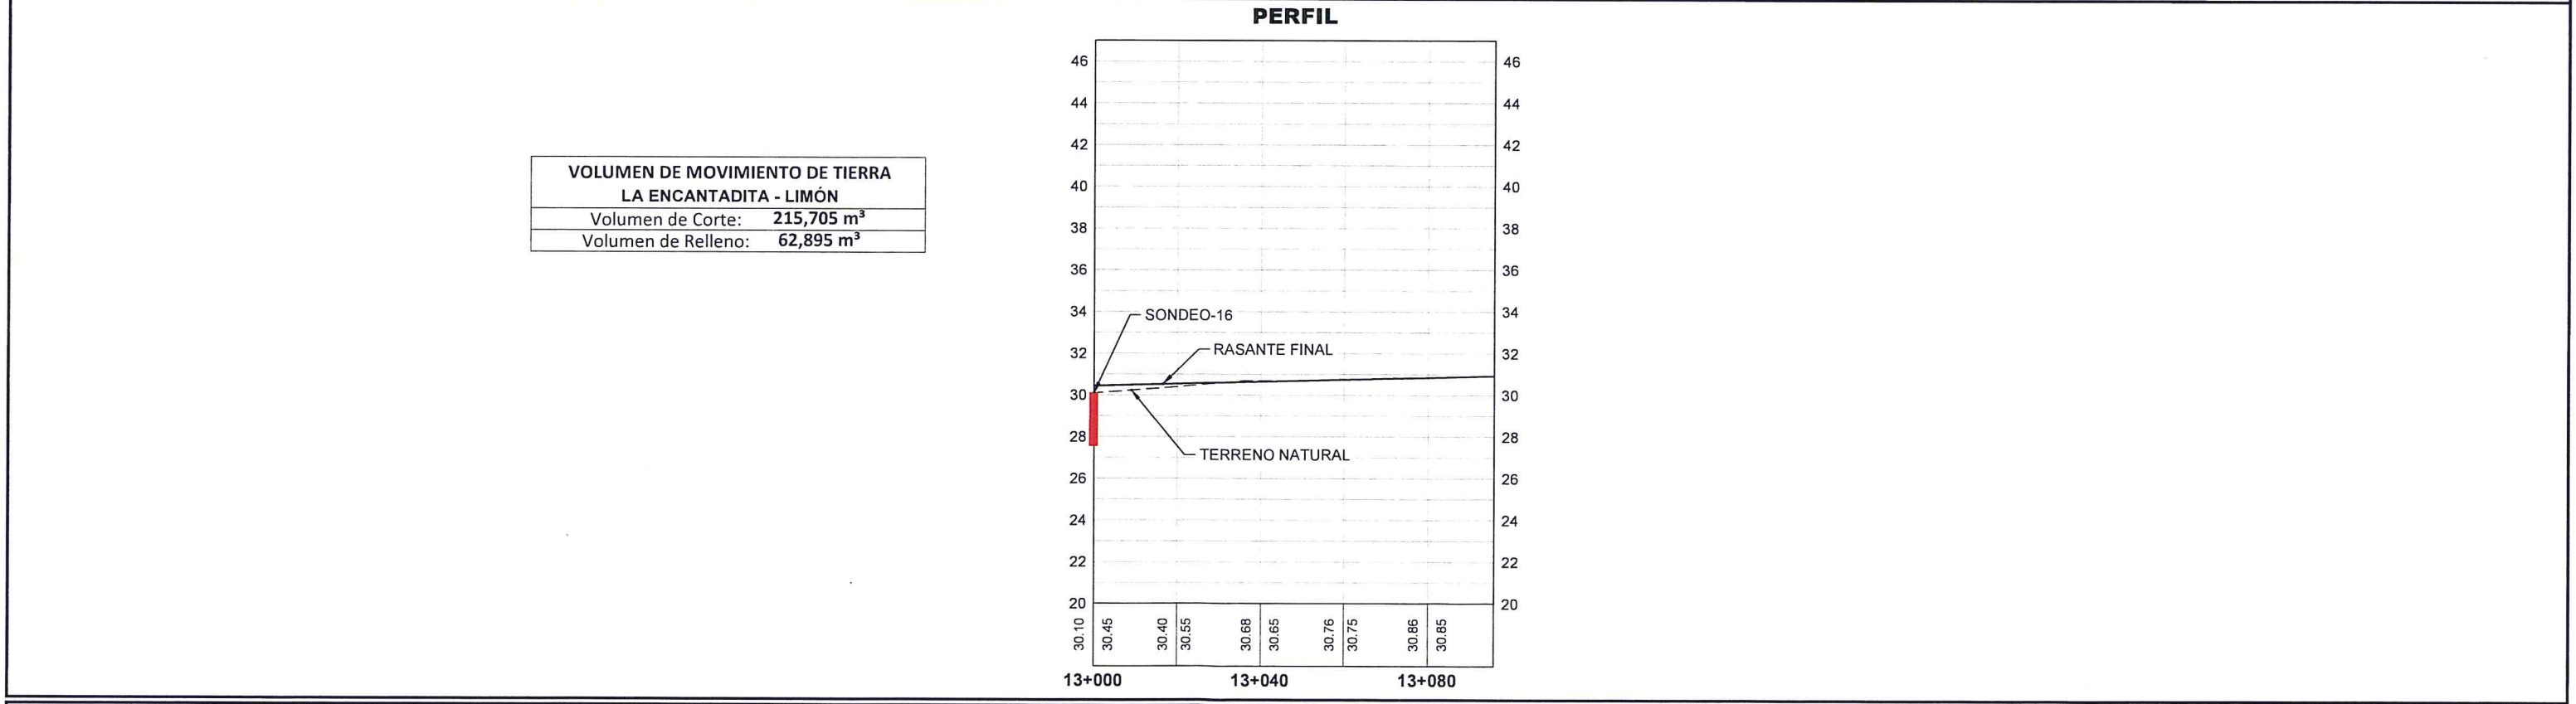 PERFIL
VOLUMEN DE MOVIMIENTO DE TIERRA
LA ENCANTADITA - LIMÓN
Volumen de Corte: 215,705 m³
Volumen de Relleno: 62,895 m³
46 46
44 44
42 42
40 40
38 38
36 36
34 34
SONDEO-16
32 32
RASANTE FINAL
30 30
28 28
TERRENO NATURAL
26 26
24 24
22 22
20 20
30.10 30.45 30.40 30.55 30.68 30.65 30.76 30.75 30.86 30.85
13+000 13+040 13+080